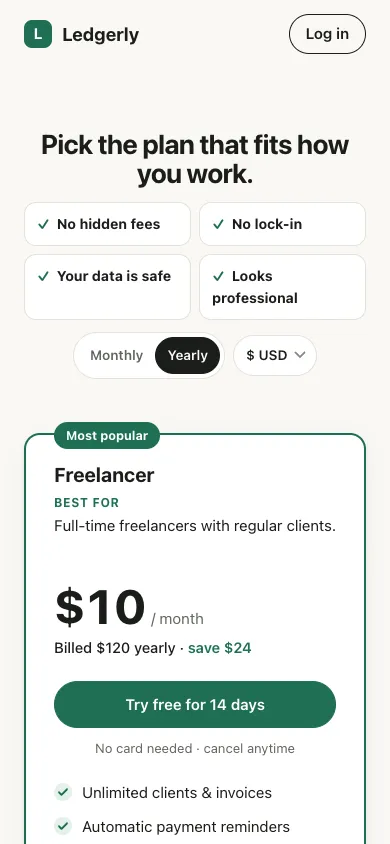 L Ledgerly
Log in
Pick the plan that fits how
you work.
No hidden fees
No lock-in
Your data is safe
Looks
professional
Monthly Yearly $ USD
Most popular
Freelancer
BEST FOR
Full-time freelancers with regular clients.
$10 / month
Billed $120 yearly · save $24
Try free for 14 days
No card needed · cancel anytime
Unlimited clients & invoices
Automatic payment reminders